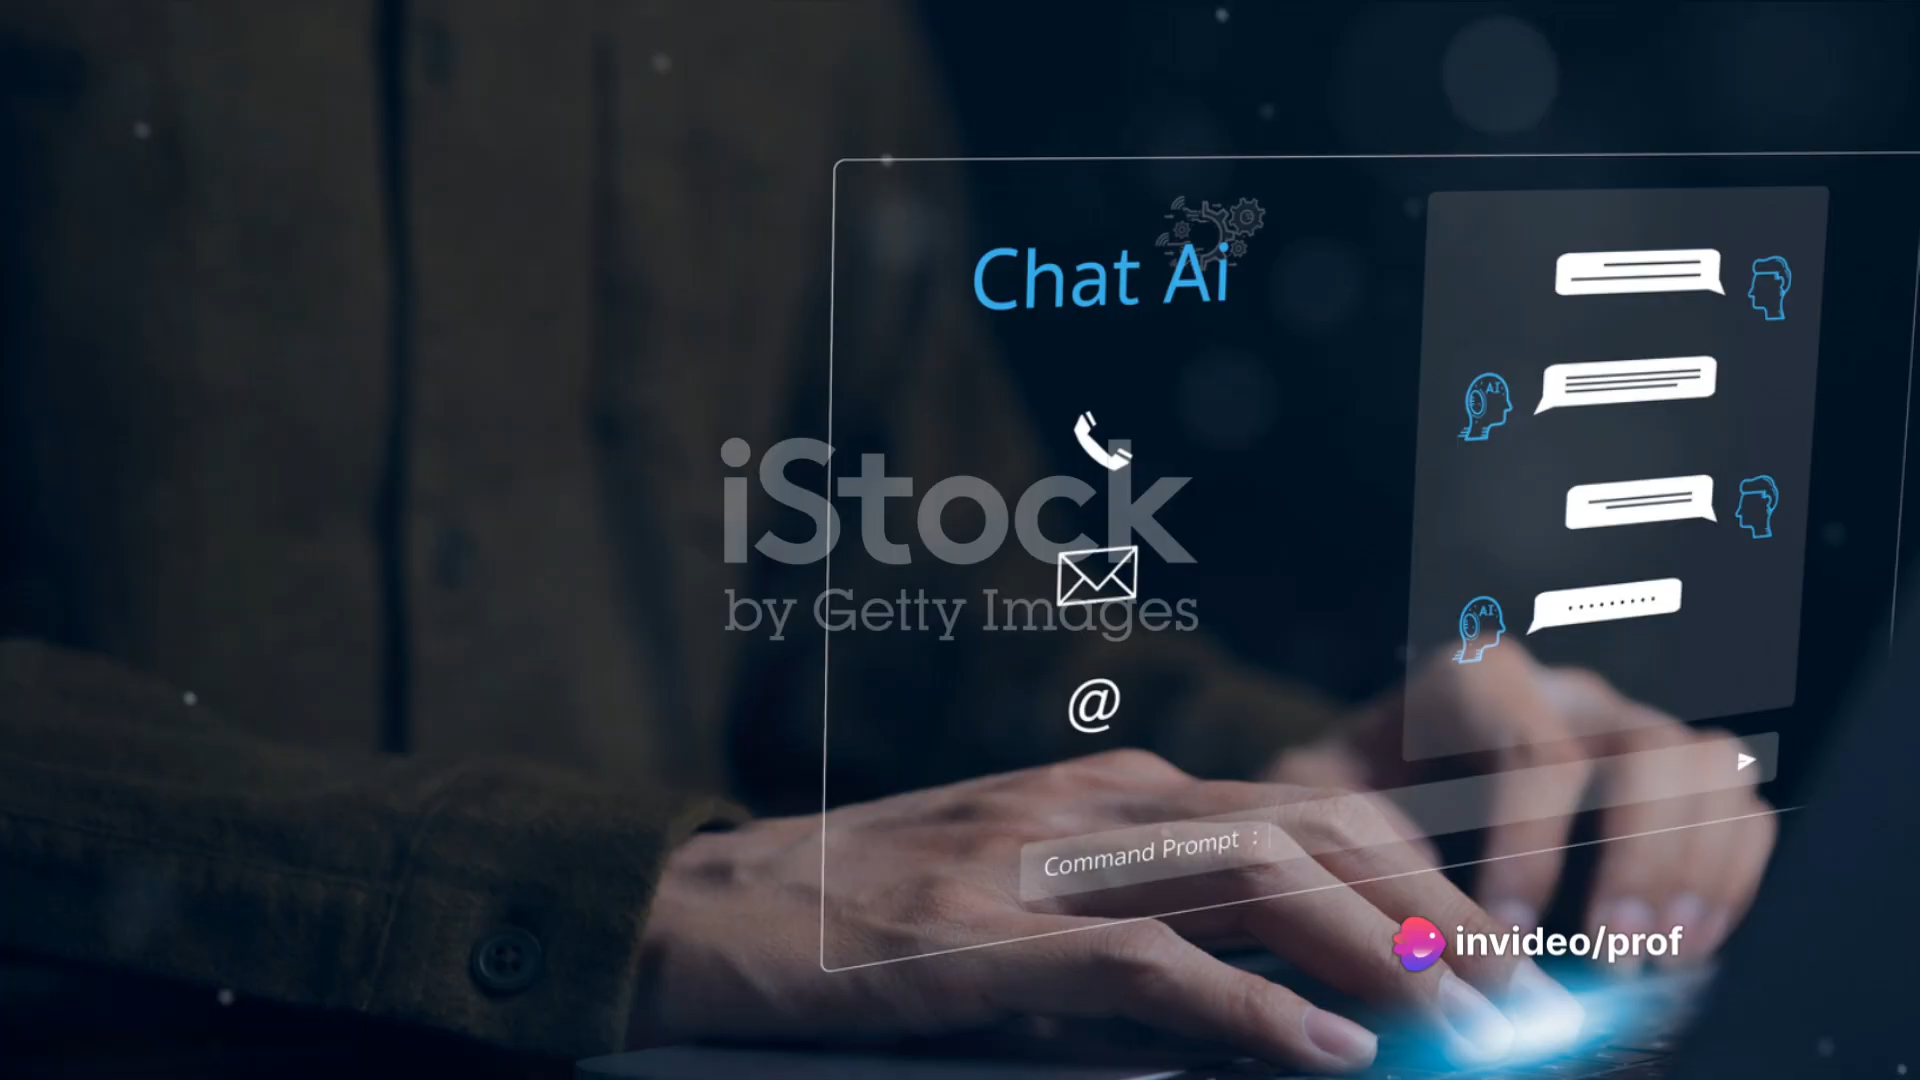 Chat Ai
AI
AI
@
Command Prompt :
iStock
by Getty Images
invideo/prof